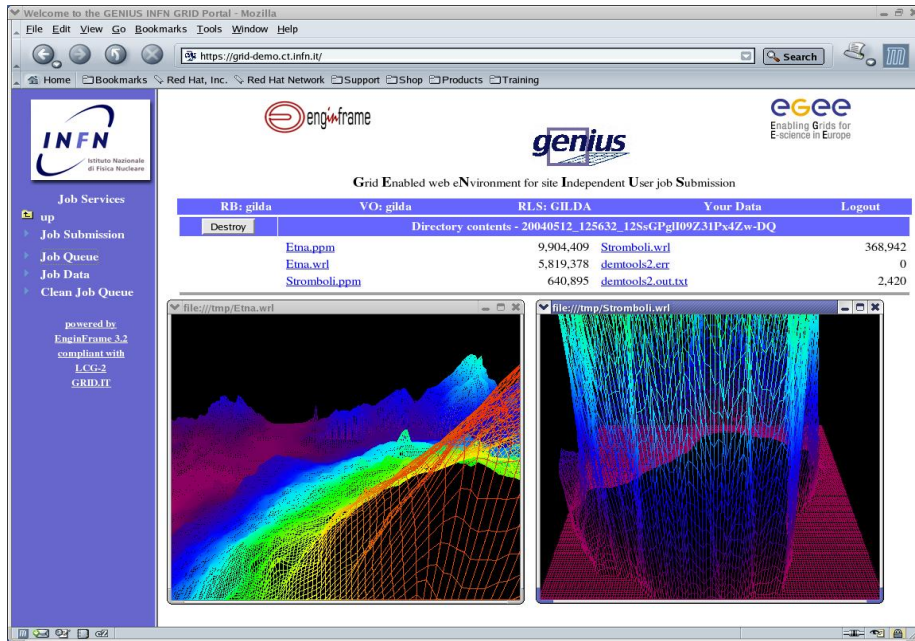 Welcome to the GENIUS INFN GRID Portal - Mozilla
File Edit View Go Bookmarks Tools Window Help
https://grid-demo.ct.infn.it/
Search
Home Bookmarks Red Hat, Inc. Red Hat Network Support Shop Products Training
INFN
Istituto Nazionale
di Fisica Nucleare
enginframe
genius
egee
Enabling Grids for
E-science in Europe
Grid Enabled web eNvironment for site Independent User job Submission
RB: gilda VO: gilda RLS: GILDA Your Data Logout
Destroy Directory contents - 20040512_125632_12SsGPglI09Z31Px4Zw-DQ
Etna.ppm 9,904,409 Stromboli.wrl 368,942
Etna.wrl 5,819,378 demtools2.err 0
Stromboli.ppm 640,895 demtools2.out.txt 2,420
Job Services
up
Job Submission
Job Queue
Job Data
Clean Job Queue
powered by
EnginFrame 3.2
compliant with
LCG-2
GRID.IT
file:///tmp/Etna.wrl
file:///tmp/Stromboli.wrl